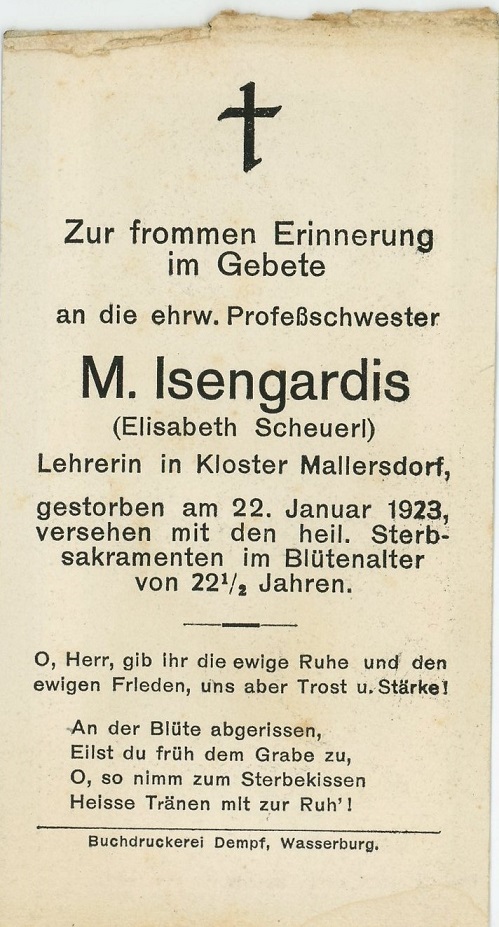 Zur frommen Erinnerung
im Gebete
an die ehrw. Profeßschwester
M. Isengardis
(Elisabeth Scheuerl)
Lehrerin in Kloster Mallersdorf,
gestorben am 22. Januar 1923,
versehen mit den heil. Sterb-
sakramenten im Blütenalter
von 22½ Jahren.
O, Herr, gib ihr die ewige Ruhe und den
ewigen Frieden, uns aber Trost u. Stärke!
An der Blüte abgerissen,
Eilst du früh dem Grabe zu,
O, so nimm zum Sterbekissen
Heisse Tränen mit zur Ruh'!
Buchdruckerei Dempf, Wasserburg.